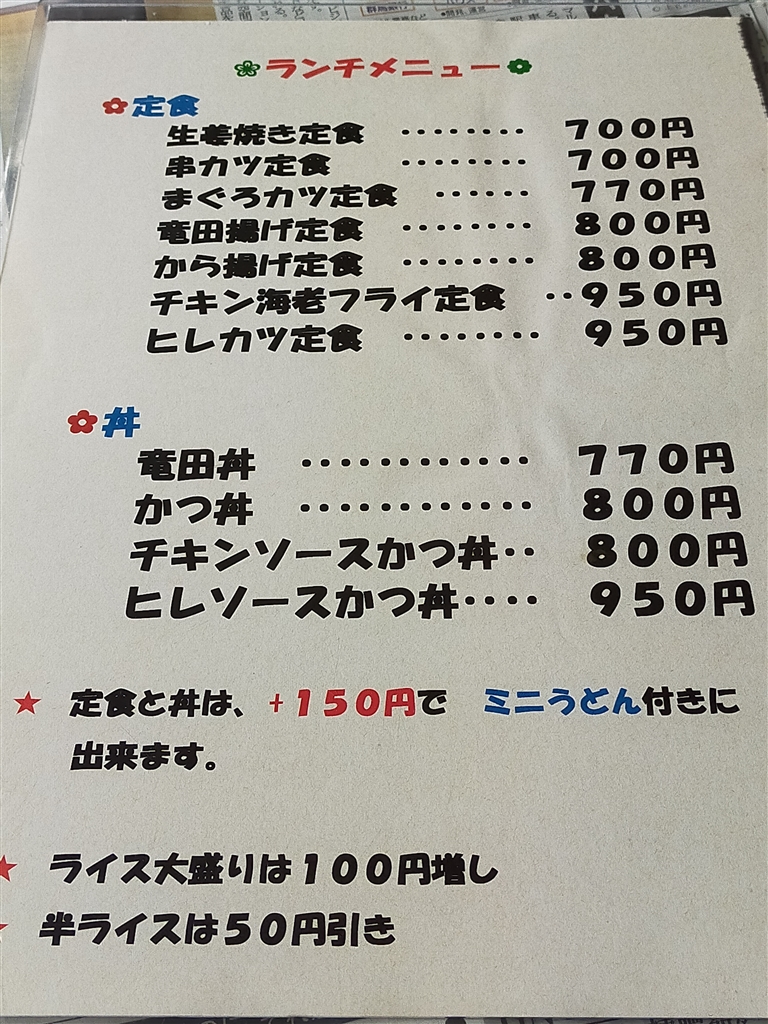 ランチメニュー
定食
生姜焼き定食 ‥‥‥‥ 700円
串カツ定食 ‥‥‥‥ 700円
まぐろカツ定食 ‥‥‥ 770円
竜田揚げ定食 ‥‥‥‥ 800円
から揚げ定食 ‥‥‥‥ 800円
チキン海老フライ定食 ‥950円
ヒレカツ定食 ‥‥‥‥ 950円
丼
竜田丼 ‥‥‥‥‥‥ 770円
かつ丼 ‥‥‥‥‥‥ 800円
チキンソースかつ丼‥ 800円
ヒレソースかつ丼‥‥ 950円
★ 定食と丼は、+150円で ミニうどん付きに
出来ます。
★ ライス大盛りは100円増し
★ 半ライスは50円引き